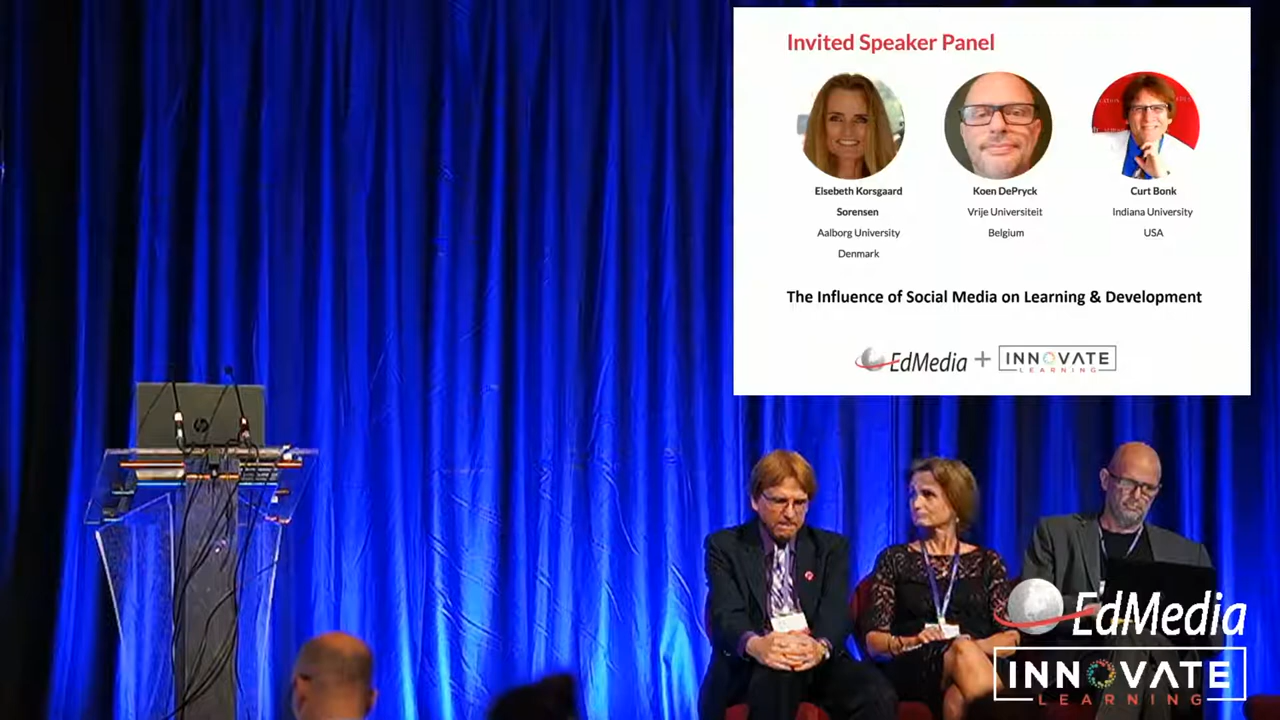 Invited Speaker Panel
Elsebeth Korsgaard
Sorensen
Aalborg University
Denmark
Koen DePryck
Vrije Universiteit
Belgium
Curt Bonk
Indiana University
USA
The Influence of Social Media on Learning & Development
EdMedia + INNOVATE
LEARNING
hp
EdMedia
INNOVATE
LEARNING